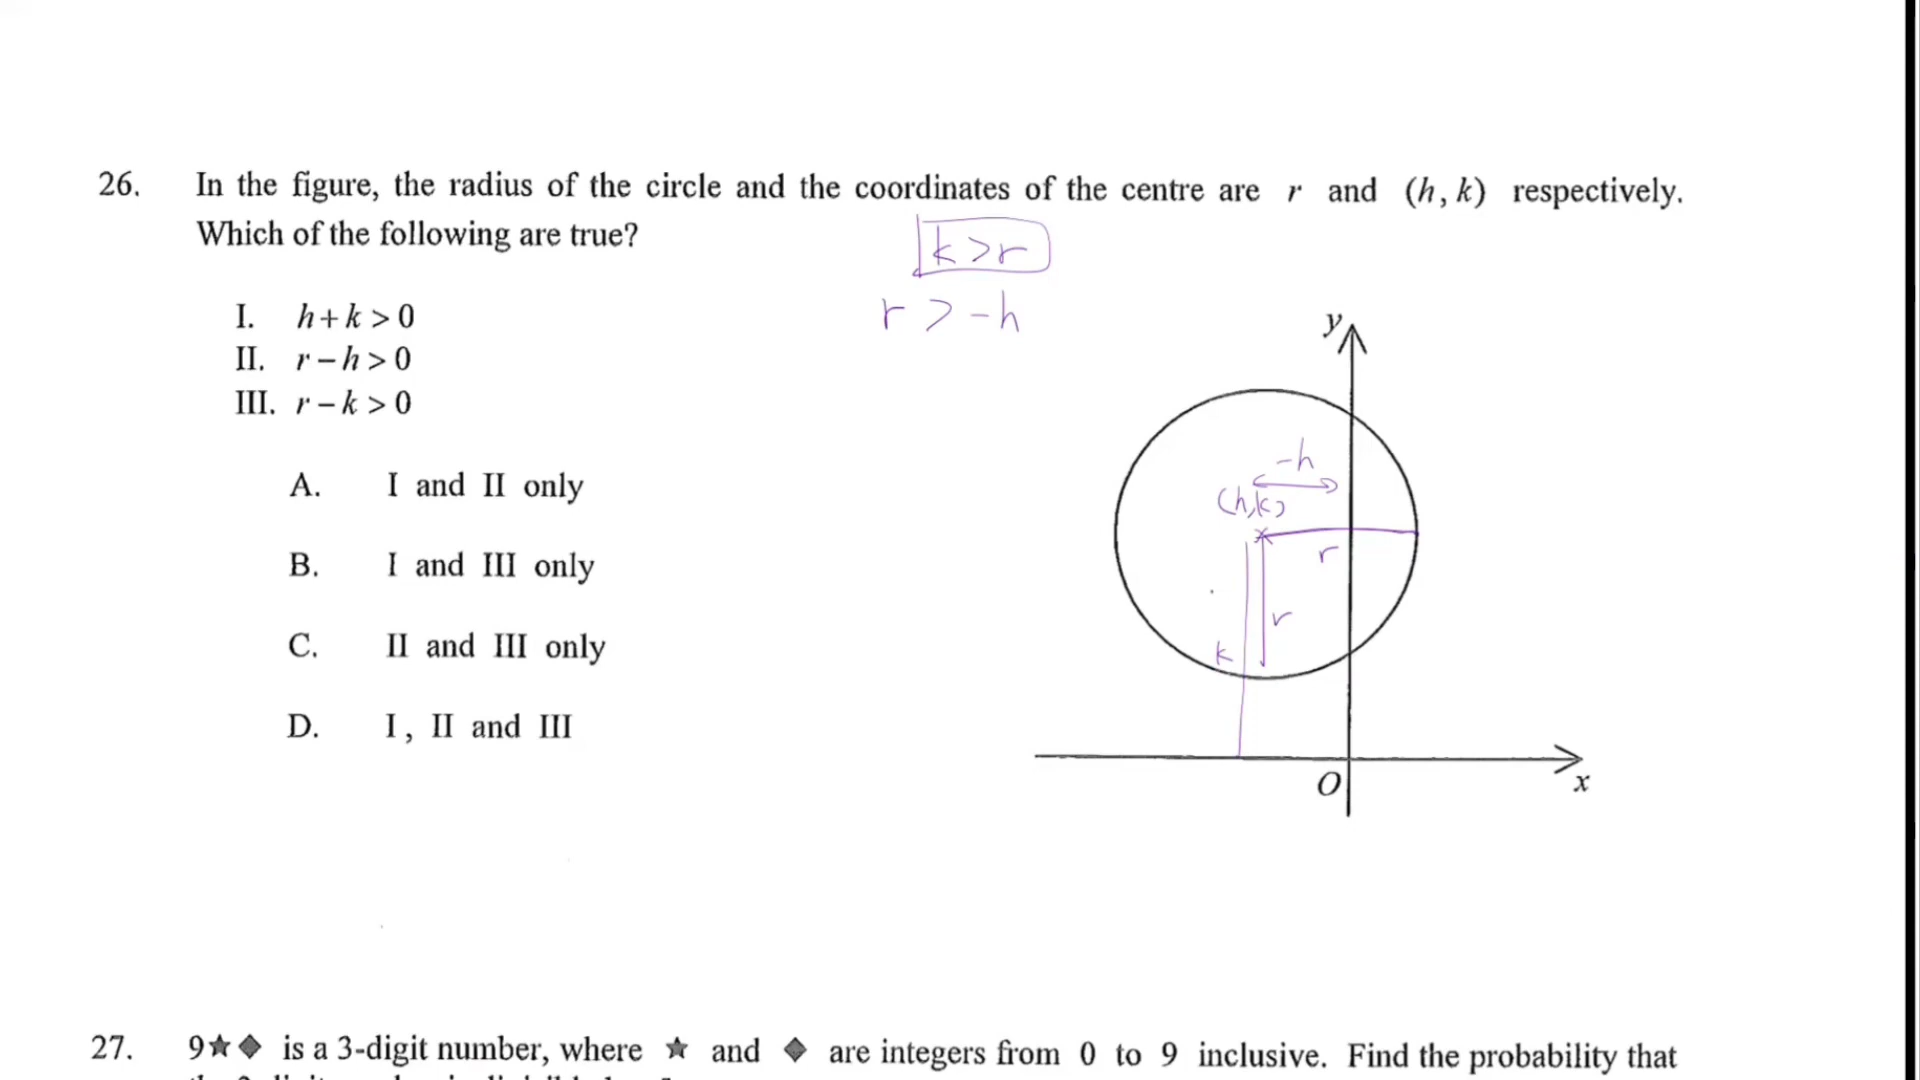 26. In the figure, the radius of the circle and the coordinates of the centre are r and (h, k) respectively.
Which of the following are true?
k > r
r > -h
I. h + k > 0
II. r – h > 0
III. r – k > 0
A. I and II only
B. I and III only
C. II and III only
D. I , II and III
y
-h
(h,k)
r
r
k
O
x
27. 9★◆ is a 3-digit number, where ★ and ◆ are integers from 0 to 9 inclusive. Find the probability that